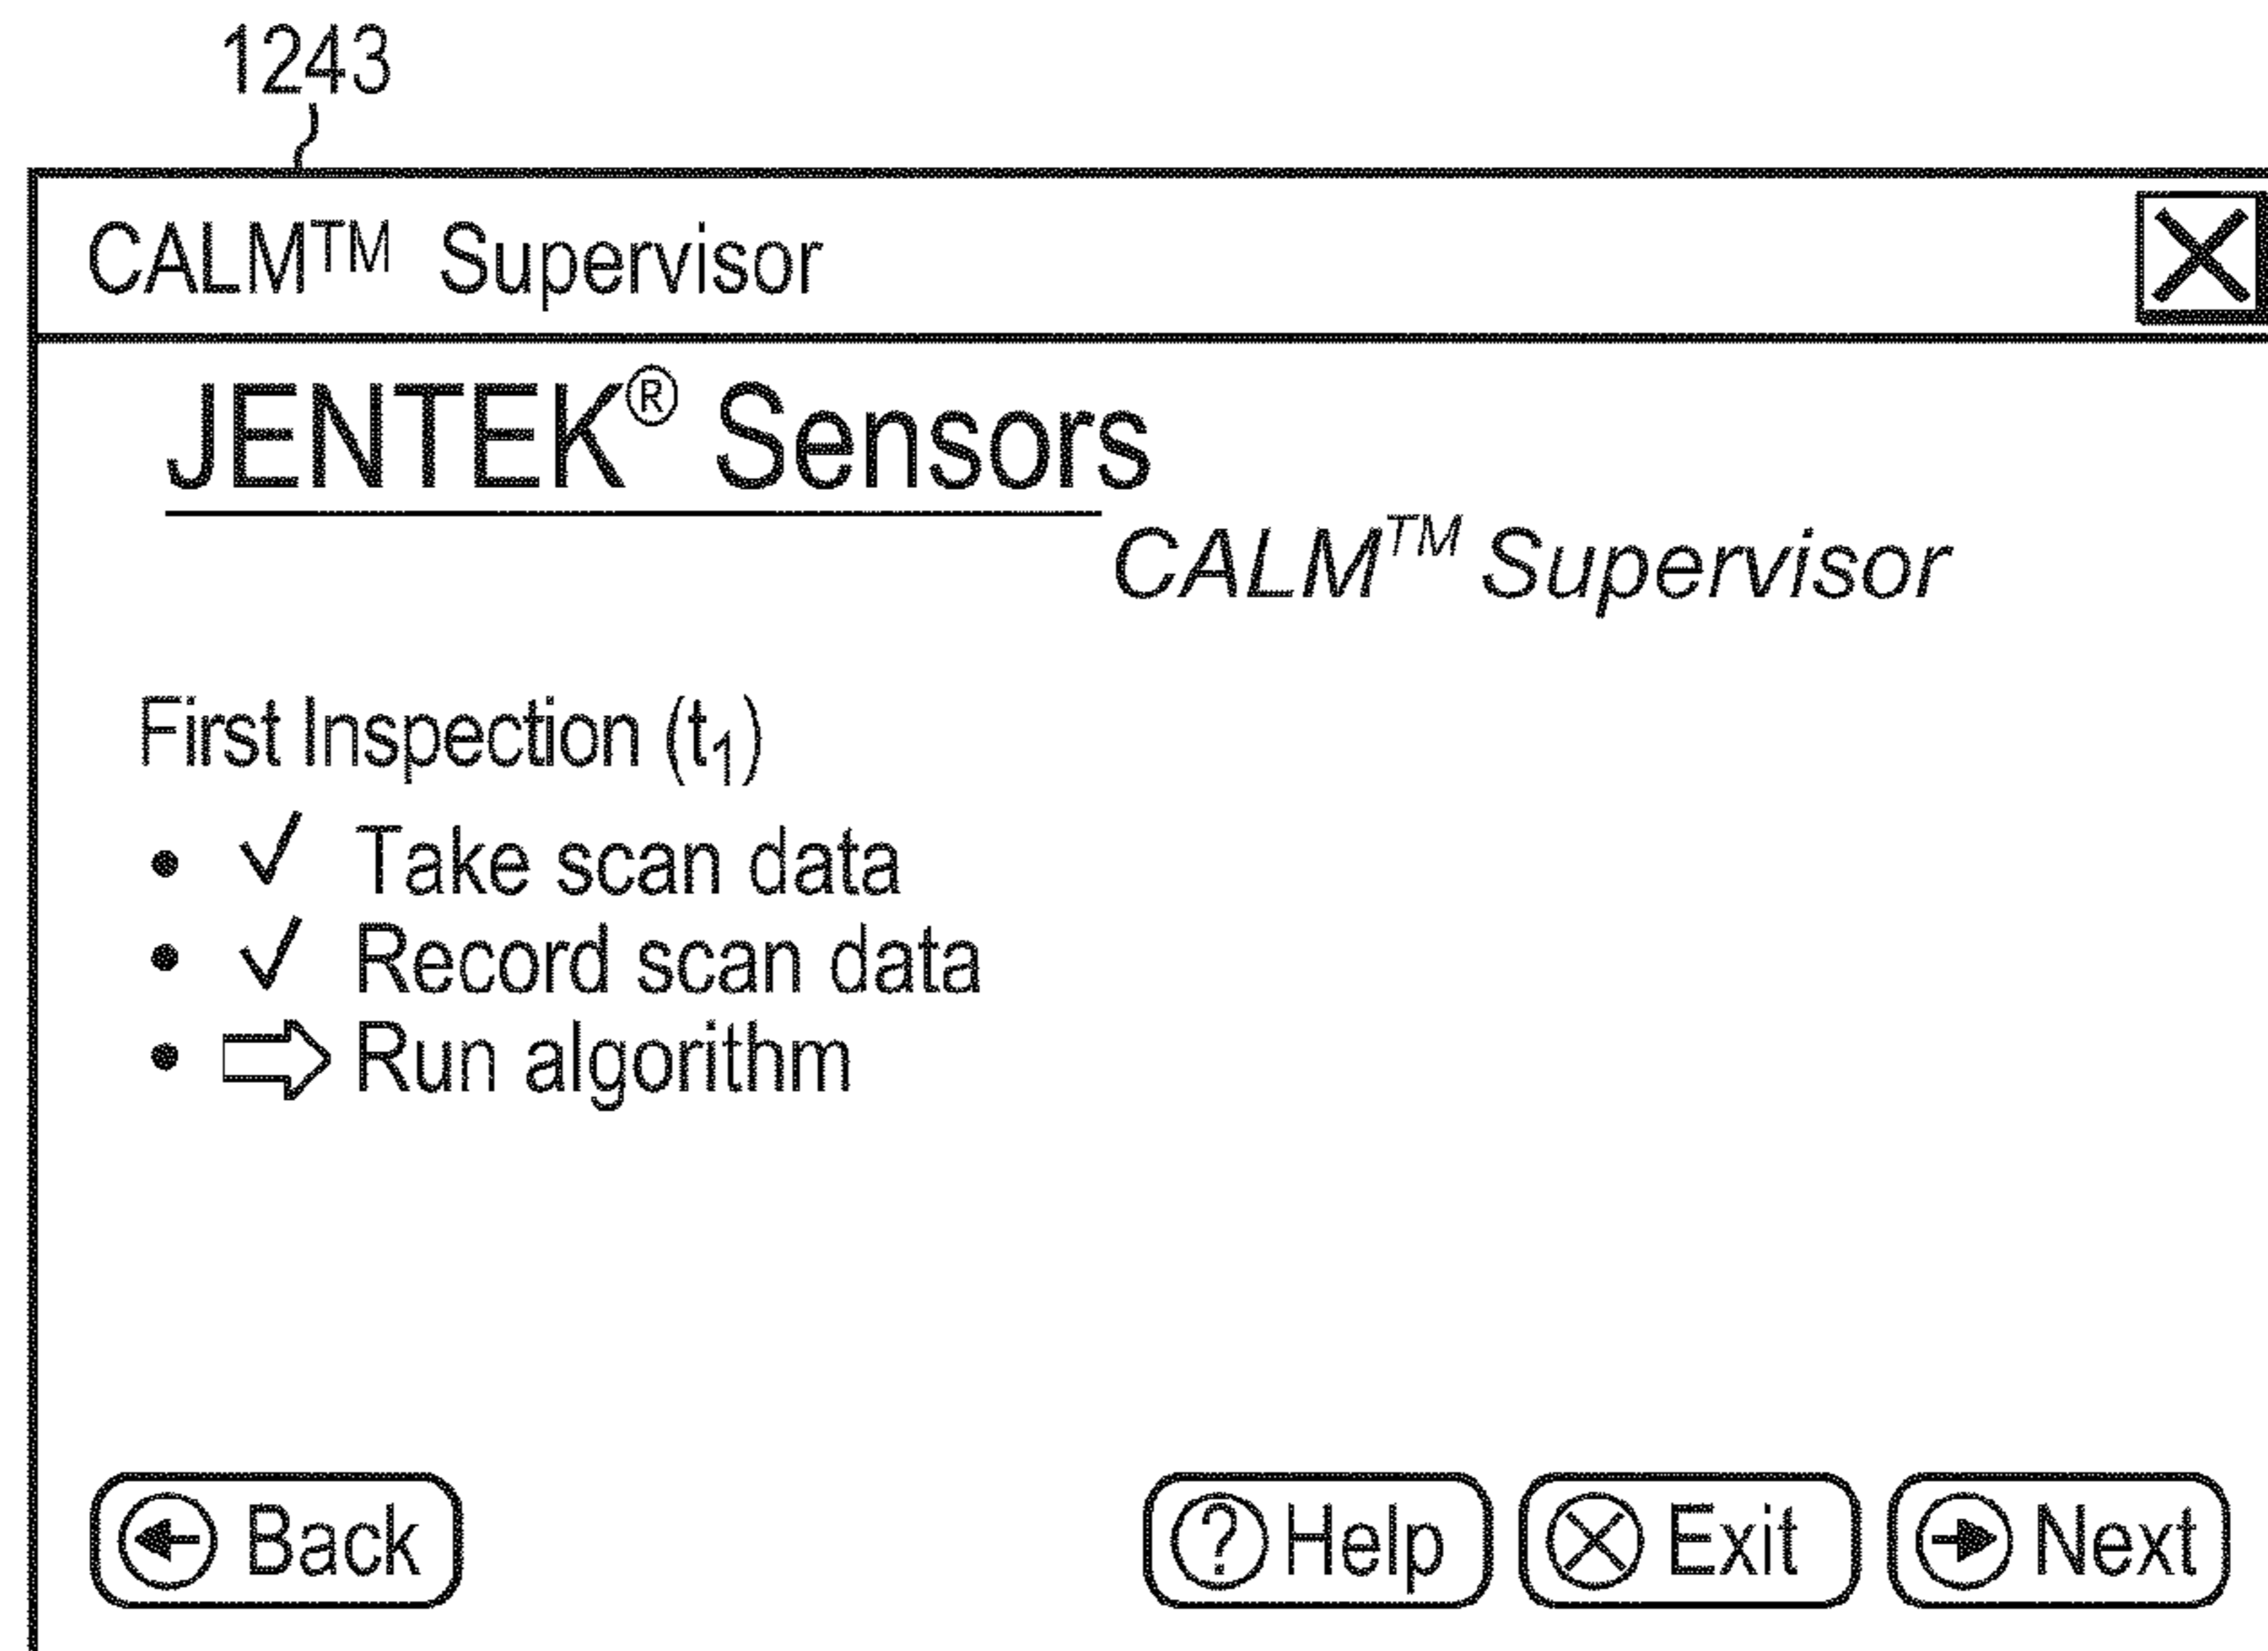 1243
CALM™ Supervisor
JENTEK® Sensors
CALM™ Supervisor
First Inspection (t₁)
• ✓ Take scan data
• ✓ Record scan data
• ⇨ Run algorithm
Back ? Help Exit Next